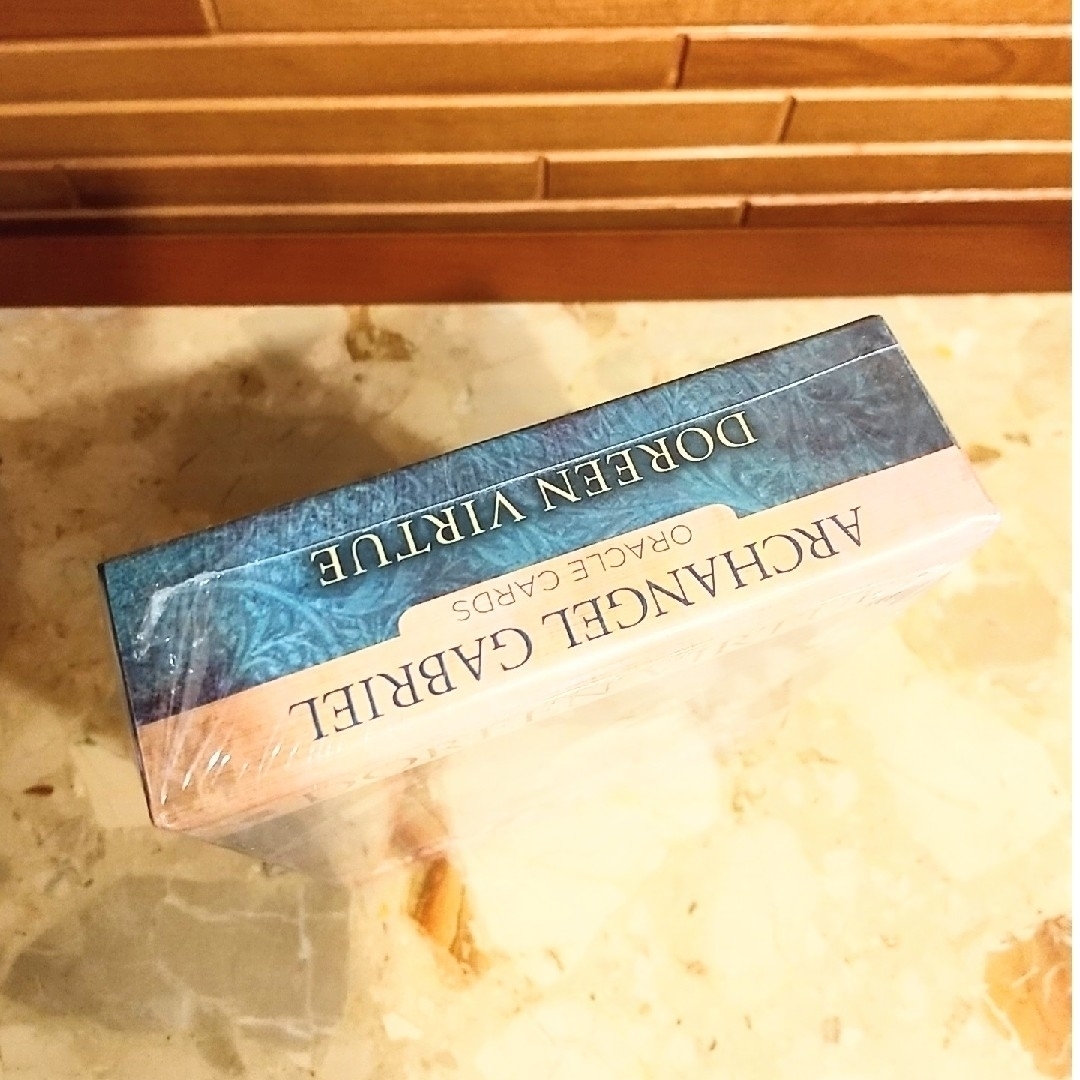 ARCHANGEL GABRIEL
ORACLE CARDS
DOREEN VIRTUE